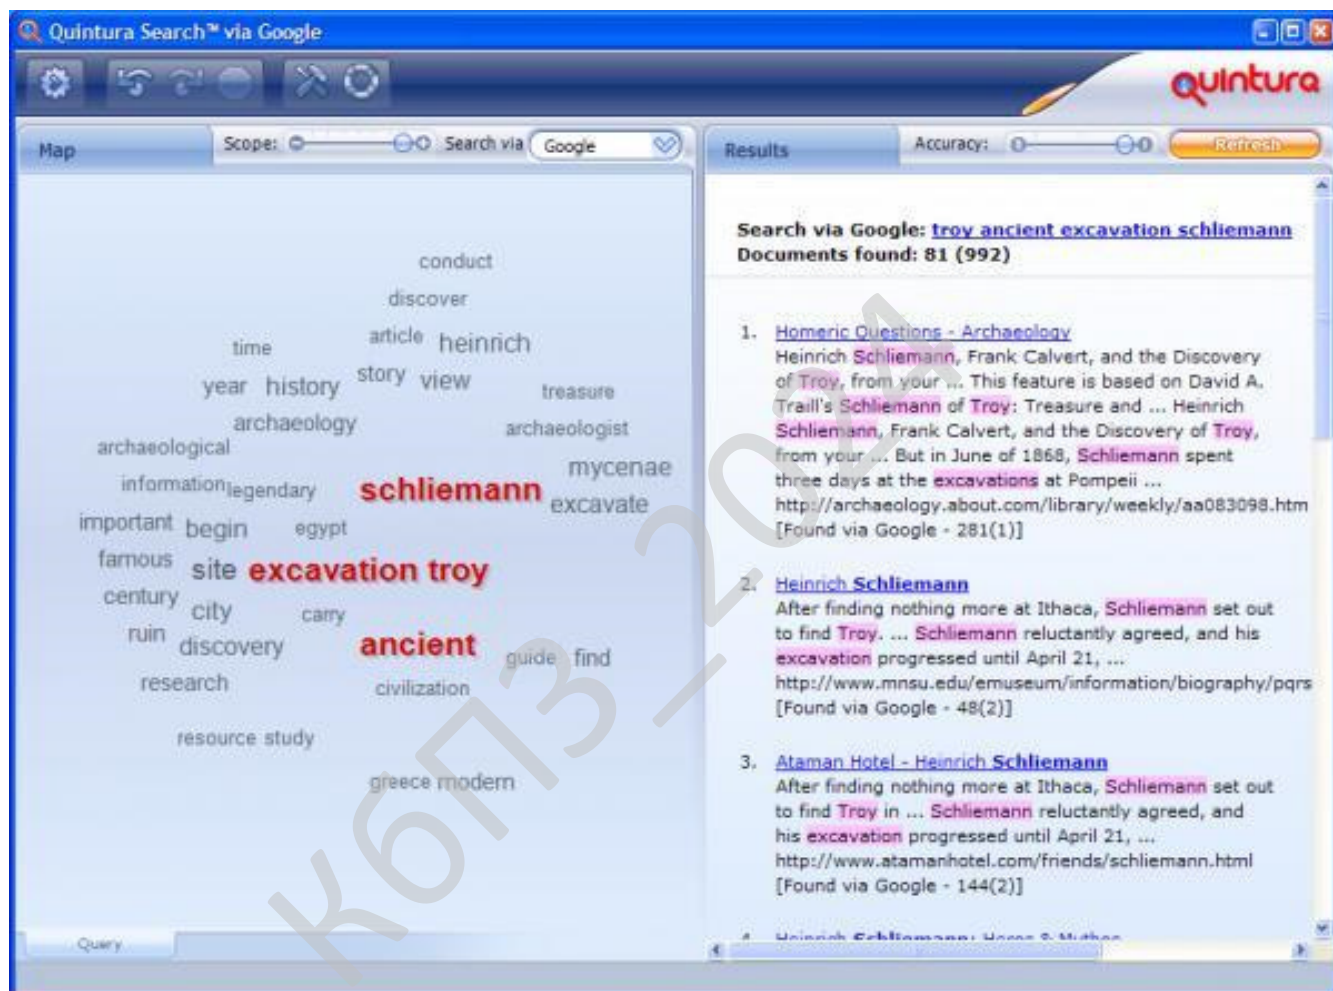 Quintura Search™ via Google
quintura
Map
Scope:
Search via
Google
conduct
discover
article
heinrich
time
story
view
year
history
treasure
archaeology
archaeologist
archaeological
mycenae
information
legendary
schliemann
excavate
important
begin
egypt
famous
site
excavation troy
century
city
carry
ruin
discovery
ancient
guide
find
research
civilization
resource study
greece modern
Query
Results
Accuracy:
Refresh
Search via Google: troy ancient excavation schliemann
Documents found: 81 (992)
1. Homeric Questions - Archaeology
Heinrich Schliemann, Frank Calvert, and the Discovery
of Troy, from your ... This feature is based on David A.
Traill's Schliemann of Troy: Treasure and ... Heinrich
Schliemann, Frank Calvert, and the Discovery of Troy,
from your ... But in June of 1868, Schliemann spent
three days at the excavations at Pompeii ...
http://archaeology.about.com/library/weekly/aa083098.htm
[Found via Google - 281(1)]
2. Heinrich Schliemann
After finding nothing more at Ithaca, Schliemann set out
to find Troy. ... Schliemann reluctantly agreed, and his
excavation progressed until April 21, ...
http://www.mnsu.edu/emuseum/information/biography/pqrs
[Found via Google - 48(2)]
3. Ataman Hotel - Heinrich Schliemann
After finding nothing more at Ithaca, Schliemann set out
to find Troy in ... Schliemann reluctantly agreed, and
his excavation progressed until April 21, ...
http://www.atamanhotel.com/friends/schliemann.html
[Found via Google - 144(2)]
4. Heinrich Schliemann: Heros & Mythos
КбПЗ_2024